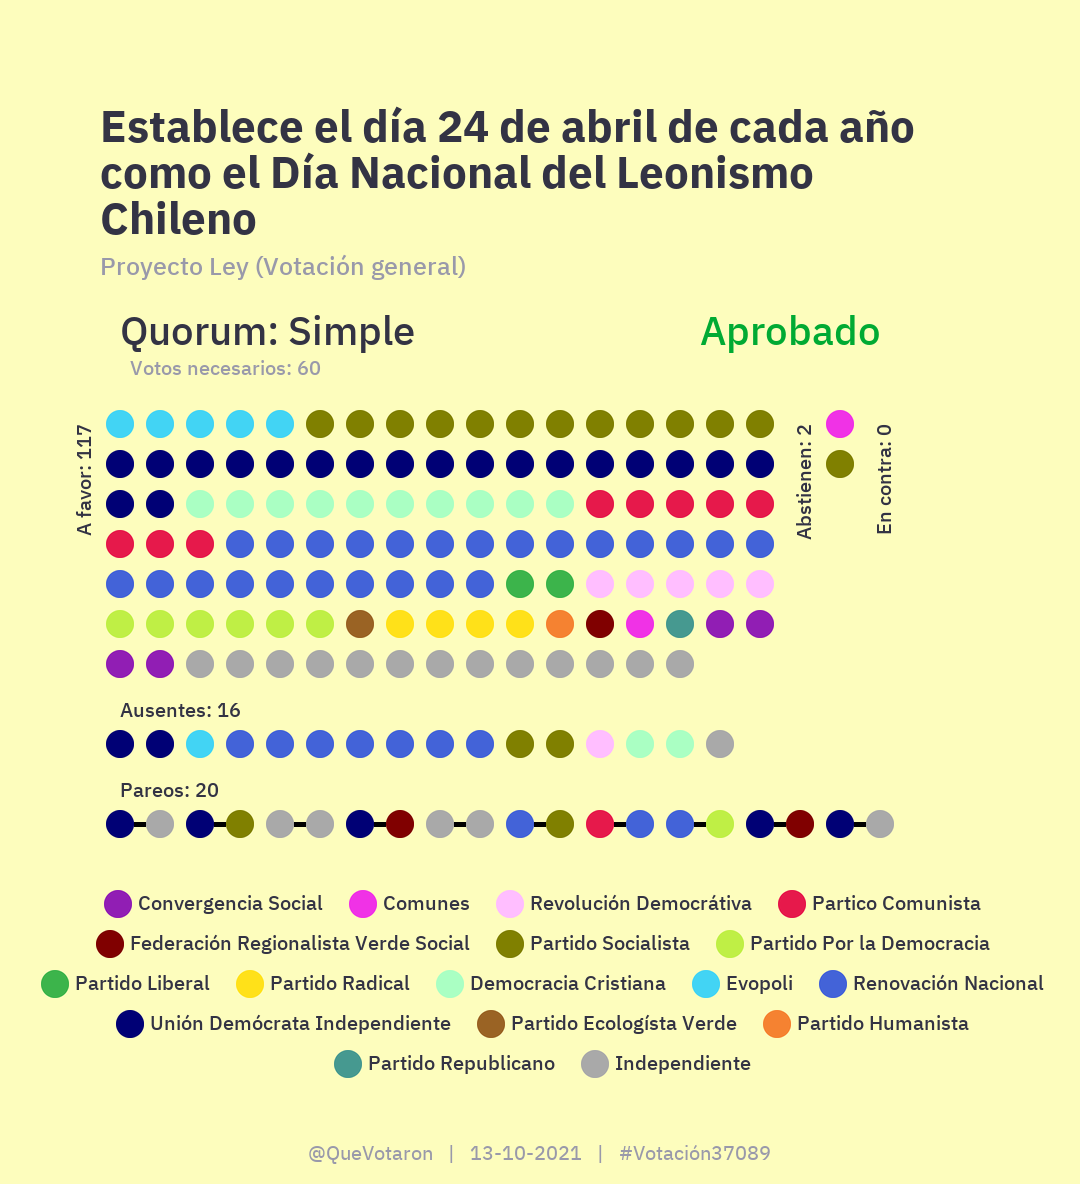 Establece el día 24 de abril de cada año
como el Día Nacional del Leonismo
Chileno
Proyecto Ley (Votación general)
Quorum: Simple
Aprobado
Votos necesarios: 60
A favor: 117
Abstienen: 2
En contra: 0
Ausentes: 16
Pareos: 20
Convergencia Social
Comunes
Revolución Democrátiva
Partico Comunista
Federación Regionalista Verde Social
Partido Socialista
Partido Por la Democracia
Partido Liberal
Partido Radical
Democracia Cristiana
Evopoli
Renovación Nacional
Unión Demócrata Independiente
Partido Ecologísta Verde
Partido Humanista
Partido Republicano
Independiente
@QueVotaron | 13-10-2021 | #Votación37089